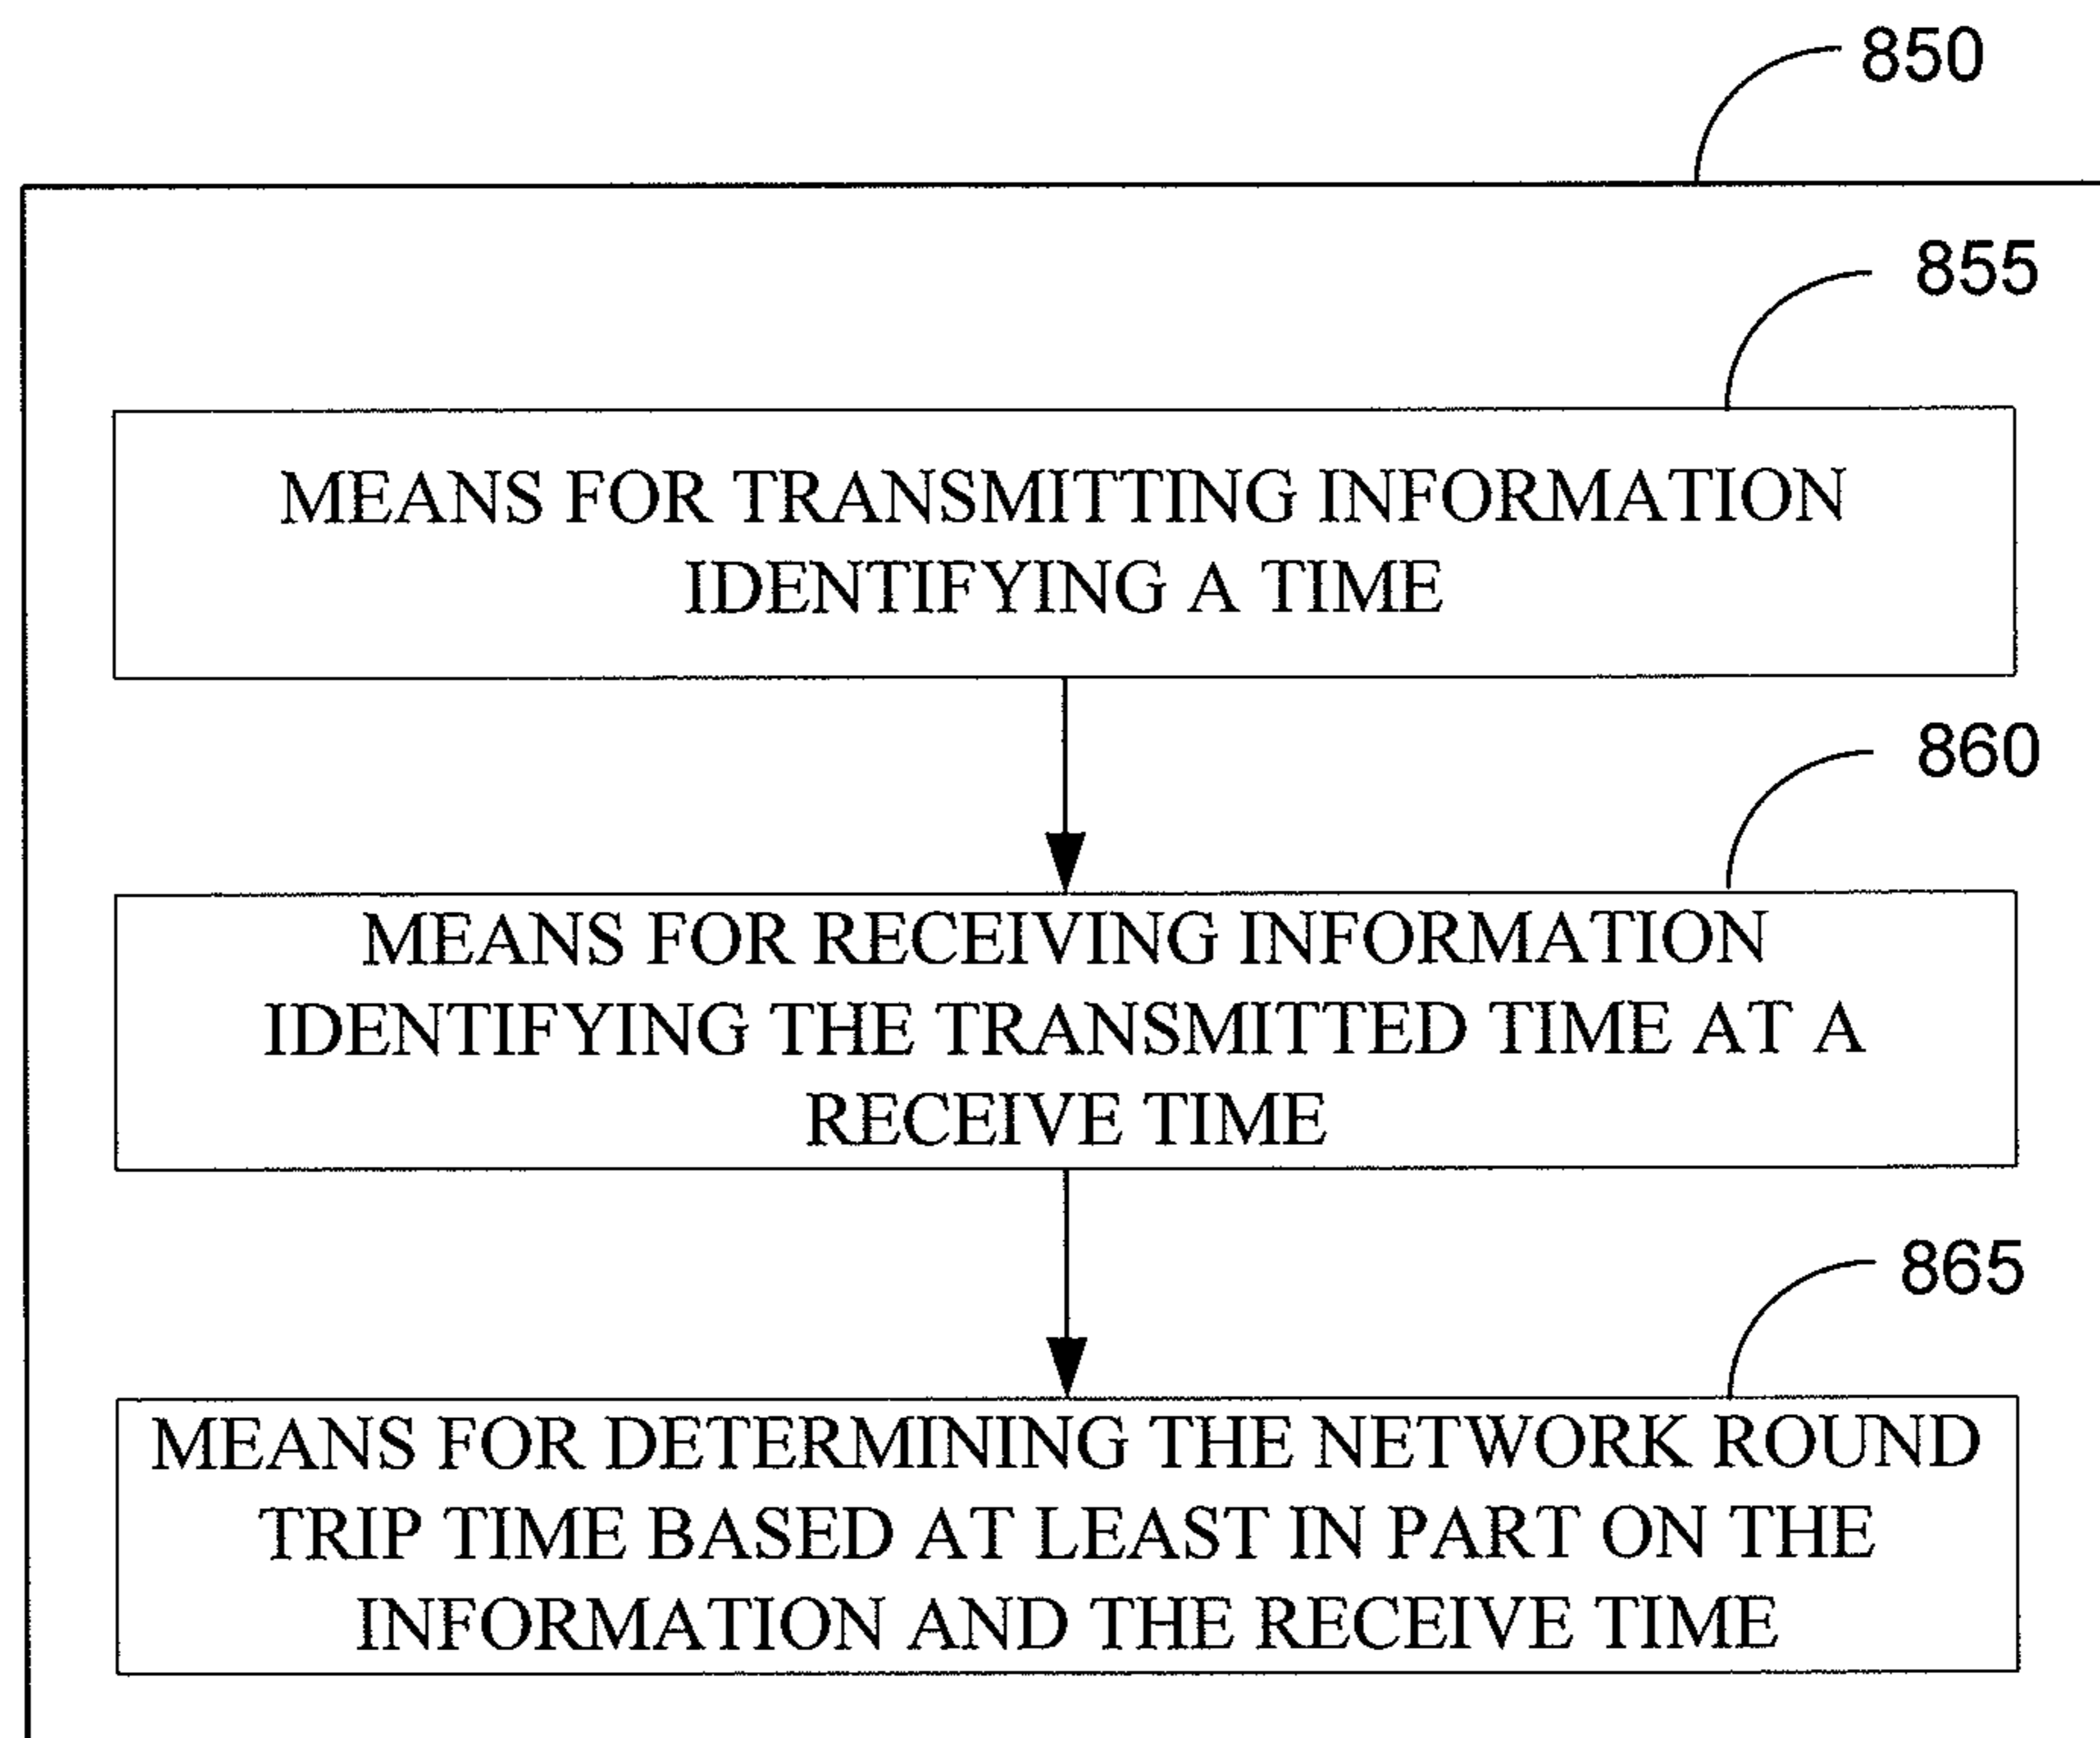 850
855
MEANS FOR TRANSMITTING INFORMATION
IDENTIFYING A TIME
860
MEANS FOR RECEIVING INFORMATION
IDENTIFYING THE TRANSMITTED TIME AT A
RECEIVE TIME
865
MEANS FOR DETERMINING THE NETWORK ROUND
TRIP TIME BASED AT LEAST IN PART ON THE
INFORMATION AND THE RECEIVE TIME